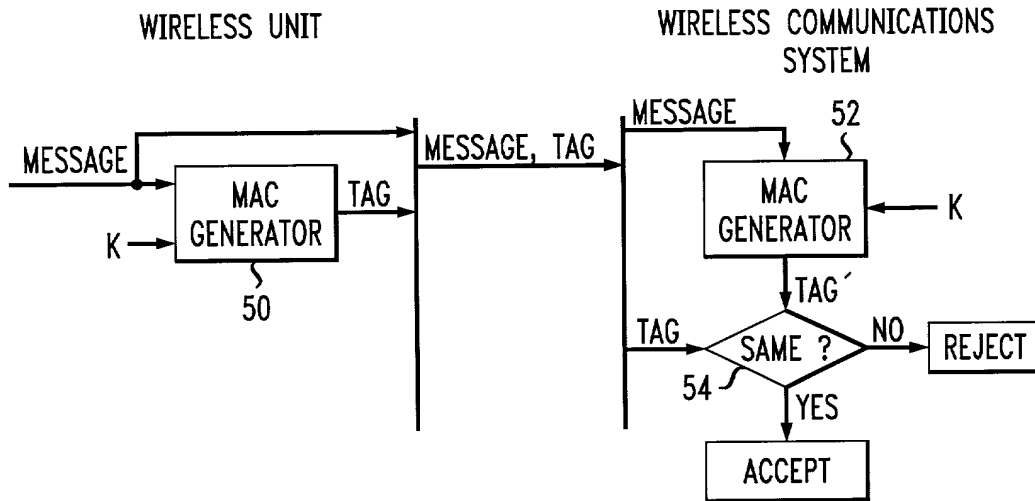 WIRELESS UNIT
WIRELESS COMMUNICATIONS
SYSTEM
MESSAGE
MAC
GENERATOR
K
50
TAG
MESSAGE, TAG
MESSAGE
52
MAC
GENERATOR
K
TAG´
TAG
SAME ?
54
NO
REJECT
YES
ACCEPT